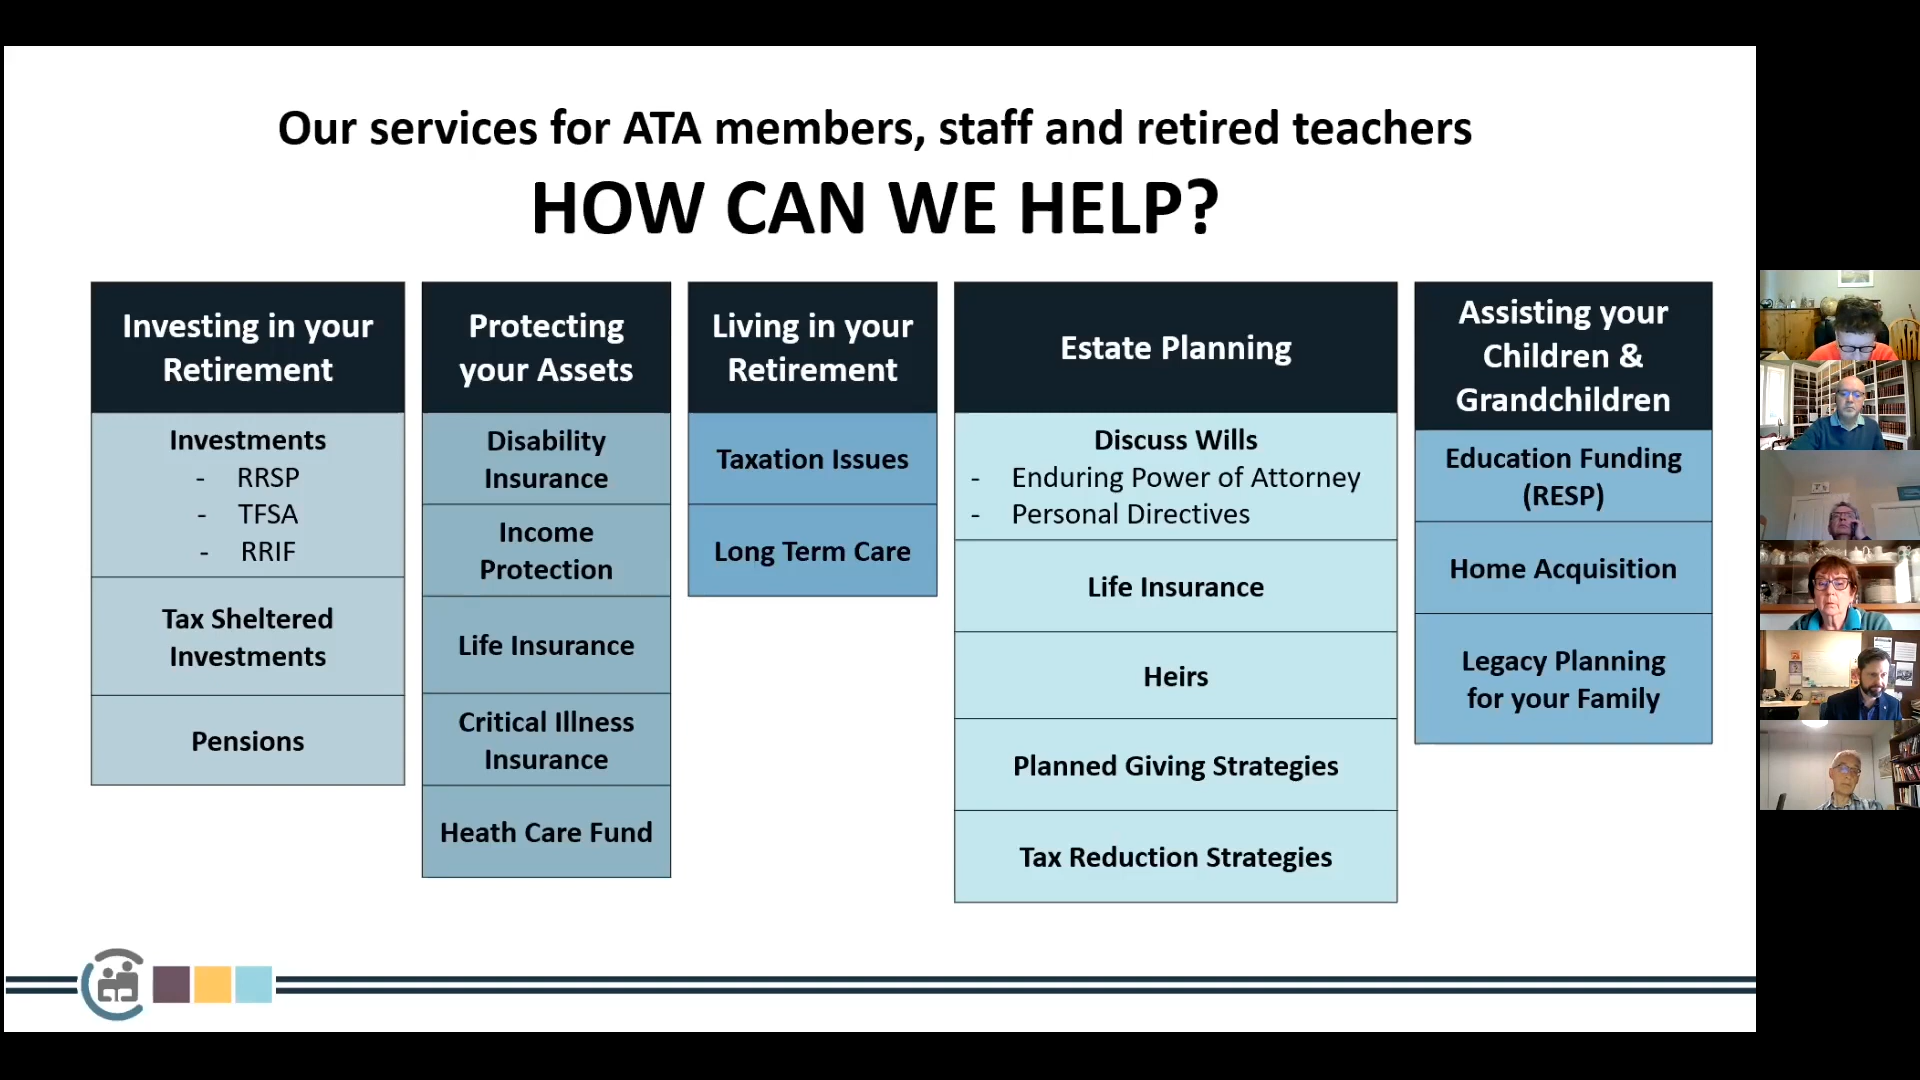 Our services for ATA members, staff and retired teachers
HOW CAN WE HELP?
Investing in your
Retirement
Investments
- RRSP
- TFSA
- RRIF
Tax Sheltered
Investments
Pensions
Protecting
your Assets
Disability
Insurance
Income
Protection
Life Insurance
Critical Illness
Insurance
Heath Care Fund
Living in your
Retirement
Taxation Issues
Long Term Care
Estate Planning
Discuss Wills
- Enduring Power of Attorney
- Personal Directives
Life Insurance
Heirs
Planned Giving Strategies
Tax Reduction Strategies
Assisting your
Children &
Grandchildren
Education Funding
(RESP)
Home Acquisition
Legacy Planning
for your Family